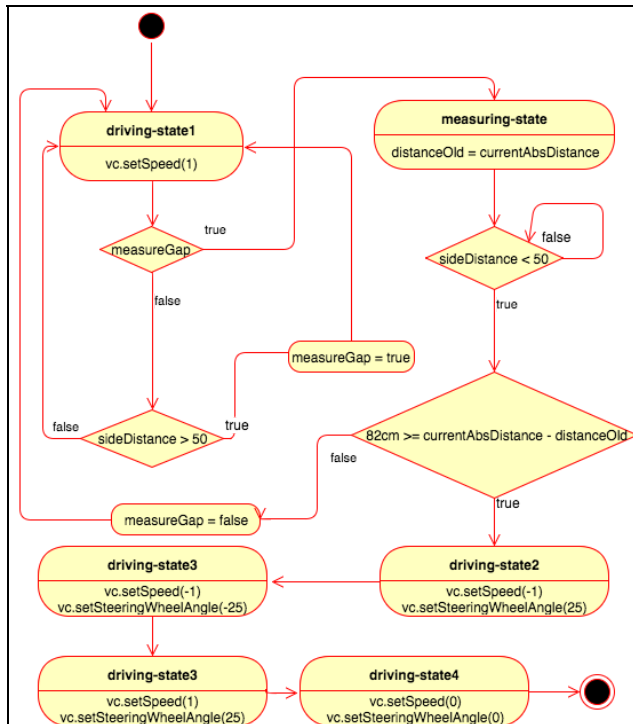 driving-state1
vc.setSpeed(1)
measuring-state
distanceOld = currentAbsDistance
true
measureGap
false
sideDistance < 50
false
true
measureGap = true
false
sideDistance > 50
true
82cm >= currentAbsDistance - distanceOld
false
measureGap = false
true
driving-state3
vc.setSpeed(-1)
vc.setSteeringWheelAngle(-25)
driving-state2
vc.setSpeed(-1)
vc.setSteeringWheelAngle(25)
driving-state3
vc.setSpeed(1)
vc.setSteeringWheelAngle(25)
driving-state4
vc.setSpeed(0)
vc.setSteeringWheelAngle(0)